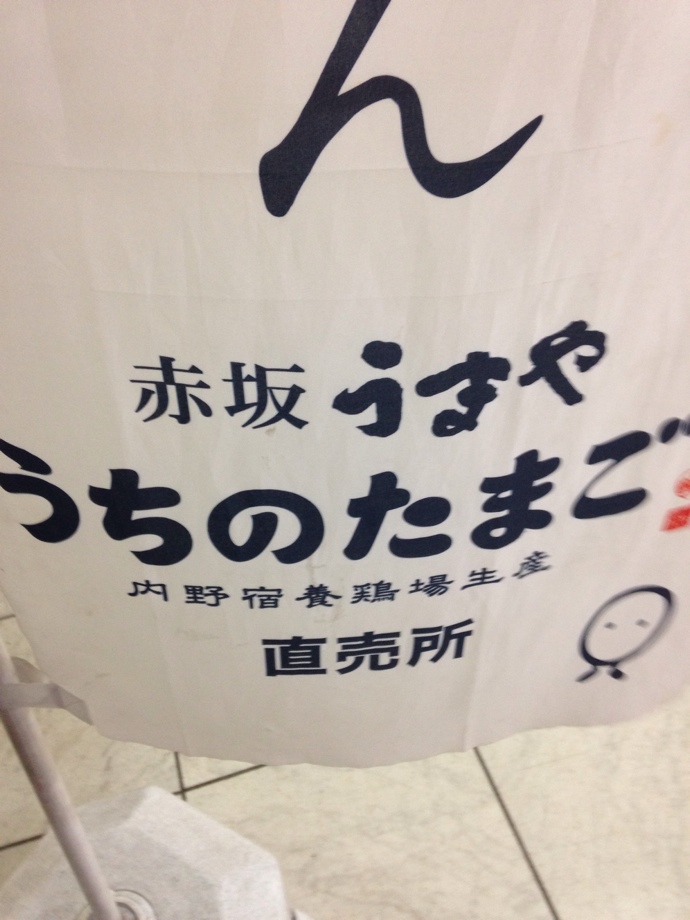 ん
赤坂うまや
うちのたまご
内野宿養鶏場生産
直売所